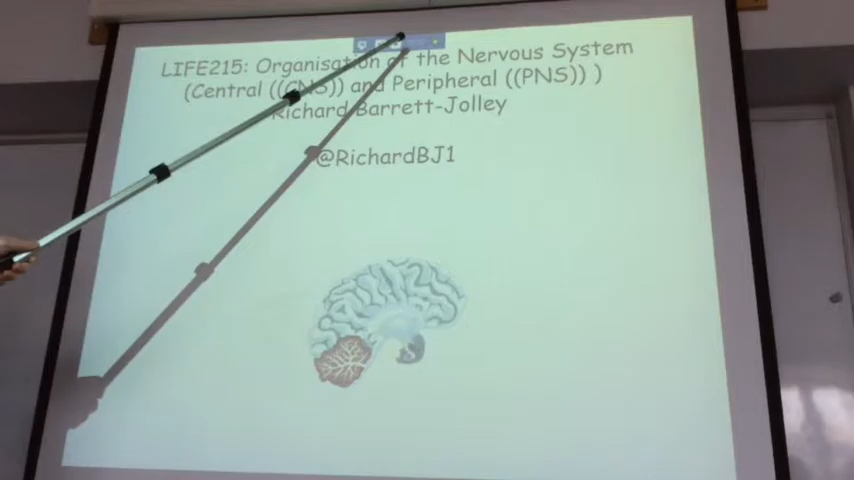 LIFE215: Organisation of the Nervous System
(Central ((CNS)) and Peripheral ((PNS)) )
Richard Barrett-Jolley
@RichardBJ1